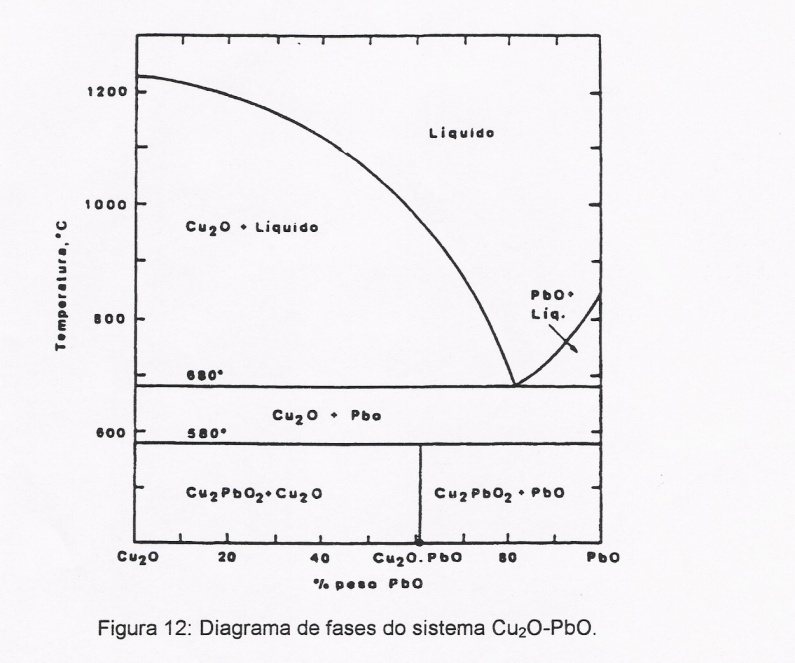 1200
Líquido
1000
Cu₂O + Líquido
Temperatura, °C
PbO+
Líq.
800
680°
Cu₂O + Pbo
600
580°
Cu₂PbO₂+Cu₂O
Cu₂PbO₂ + PbO
Cu₂O 20 40 Cu₂O.PbO 80 PbO
% peso PbO
Figura 12: Diagrama de fases do sistema Cu₂O-PbO.